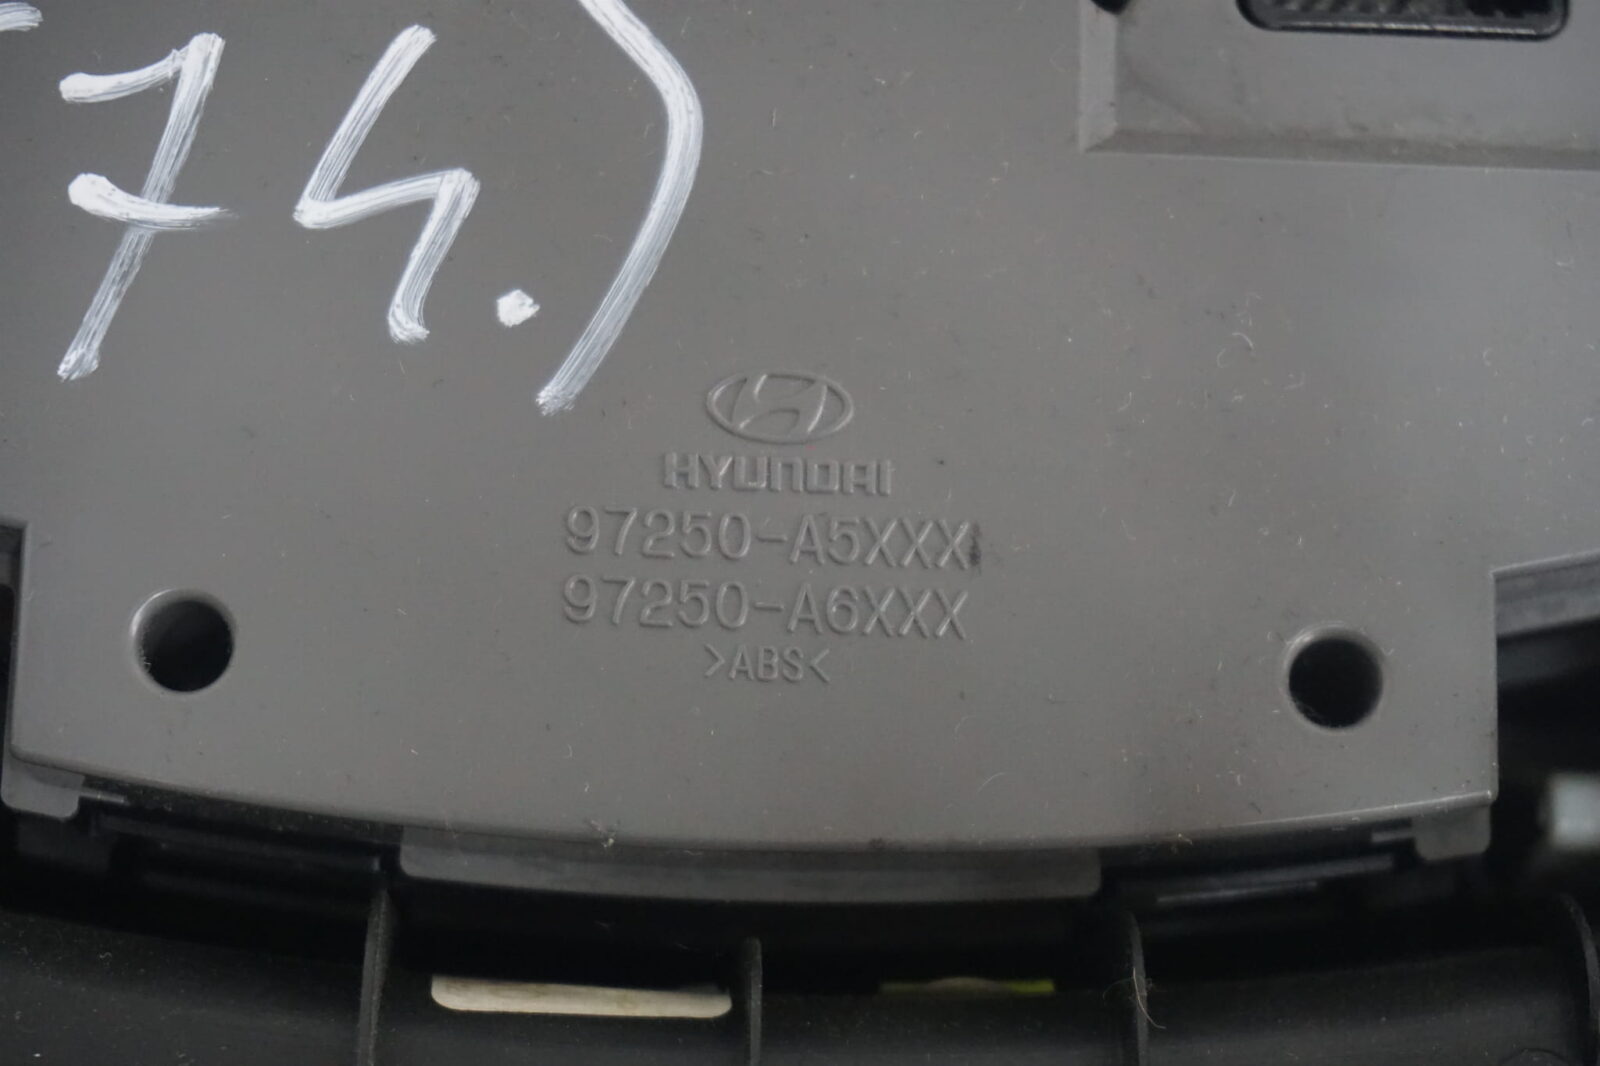 74.)
HYUNDAI
97250-A5XXX
97250-A6XXX
>ABS<